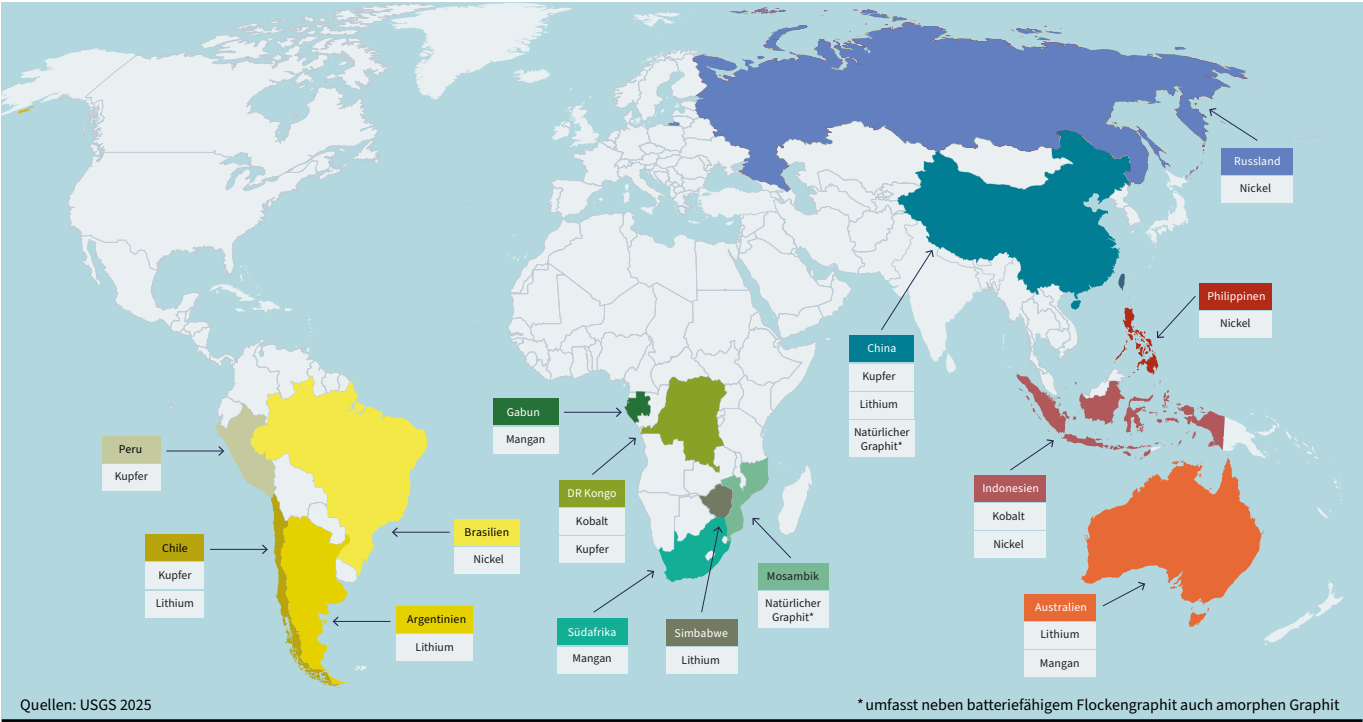 Russland
Nickel
Philippinen
Nickel
China
Kupfer
Lithium
Natürlicher
Graphit*
Gabun
Mangan
Peru
Kupfer
DR Kongo
Kobalt
Kupfer
Indonesien
Kobalt
Nickel
Brasilien
Nickel
Chile
Kupfer
Lithium
Mosambik
Natürlicher
Graphit*
Australien
Lithium
Mangan
Argentinien
Lithium
Südafrika
Mangan
Simbabwe
Lithium
Quellen: USGS 2025
* umfasst neben batteriefähigem Flockengraphit auch amorphen Graphit